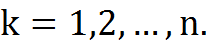 k = 1,2, … , n.